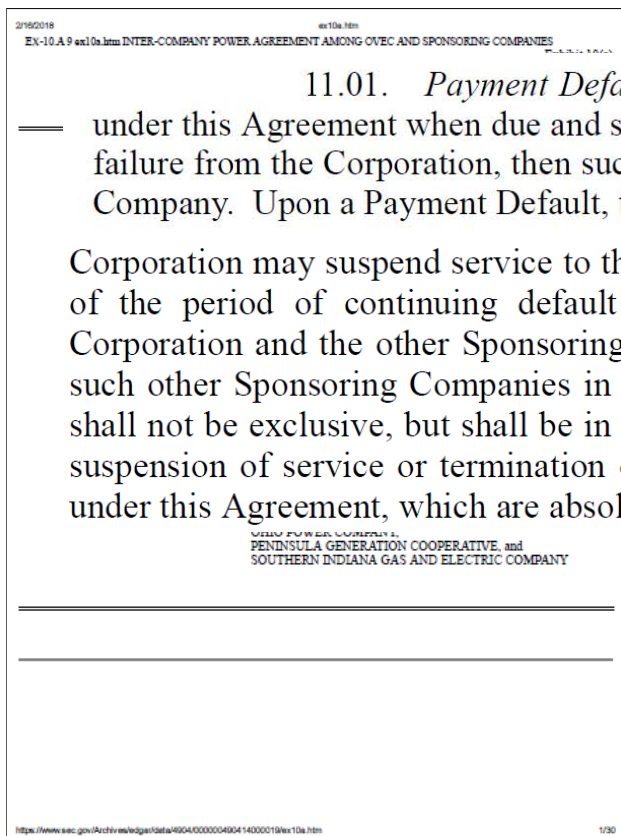 2/16/2018 ex10a.htm
EX-10.A 9 ex10a.htm INTER-COMPANY POWER AGREEMENT AMONG OVEC AND SPONSORING COMPANIES
11.01. Payment Defa
under this Agreement when due and s
failure from the Corporation, then suc
Company. Upon a Payment Default, t
Corporation may suspend service to th
of the period of continuing default
Corporation and the other Sponsoring
such other Sponsoring Companies in
shall not be exclusive, but shall be in
suspension of service or termination
under this Agreement, which are absol
OHIO POWER COMPANY,
PENINSULA GENERATION COOPERATIVE, and
SOUTHERN INDIANA GAS AND ELECTRIC COMPANY
https://www.sec.gov/Archives/edgar/data/4904/000000490414000019/ex10a.htm 1/30